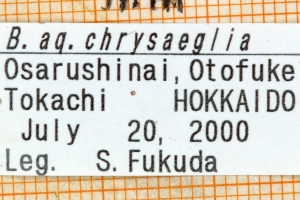 B. aq. chrysaeglia
Osarushinai, Otofuke
Tokachi HOKKAIDO
July 20, 2000
Leg. S. Fukuda